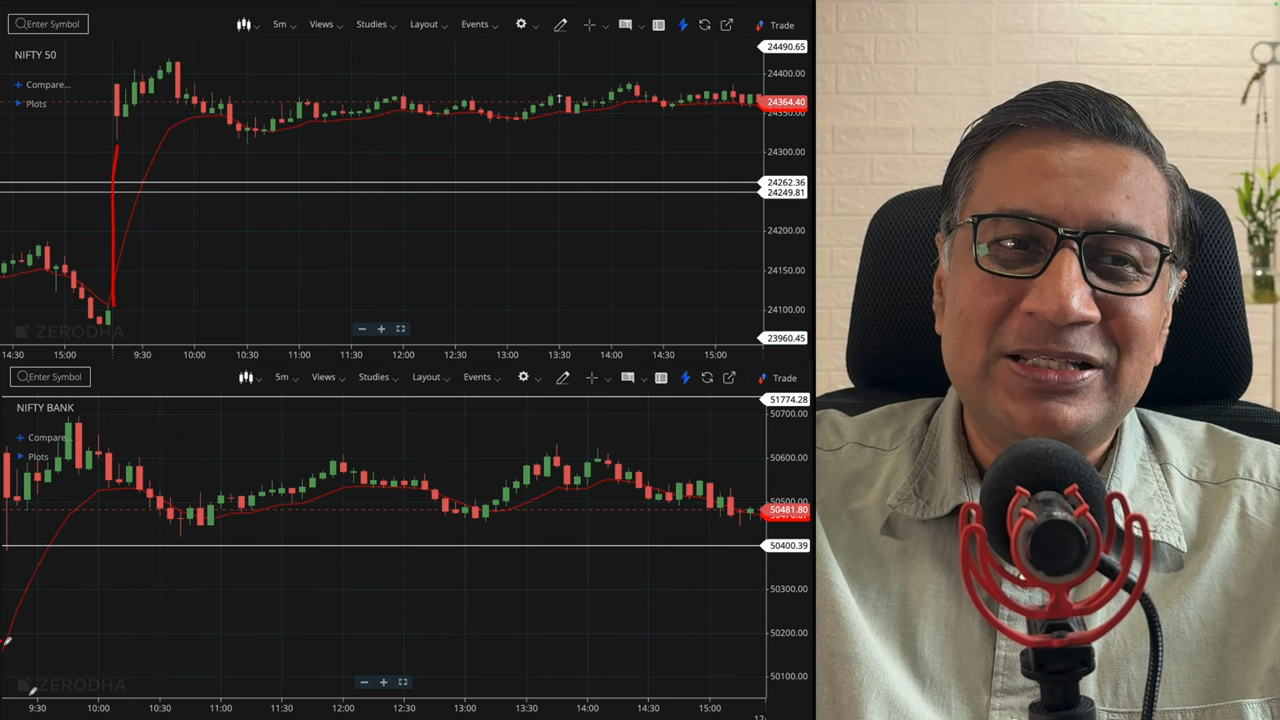 Enter Symbol 5m Views Studies Layout Events Trade
24490.65
NIFTY 50
24400.00
Compare...
24364.40
Plots
24350.00
24300.00
24262.36
24249.81
24200.00
24150.00
24100.00
ZERODHA
23960.45
14:30 15:00 9:30 10:00 10:30 11:00 11:30 12:00 12:30 13:00 13:30 14:00 14:30 15:00
Enter Symbol 5m Views Studies Layout Events Trade
51774.28
NIFTY BANK
50700.00
Compare
Plots
50600.00
50500.00
50481.80
50400.39
50300.00
50200.00
50100.00
ZERODHA
9:30 10:00 10:30 11:00 11:30 12:00 12:30 13:00 13:30 14:00 14:30 15:00